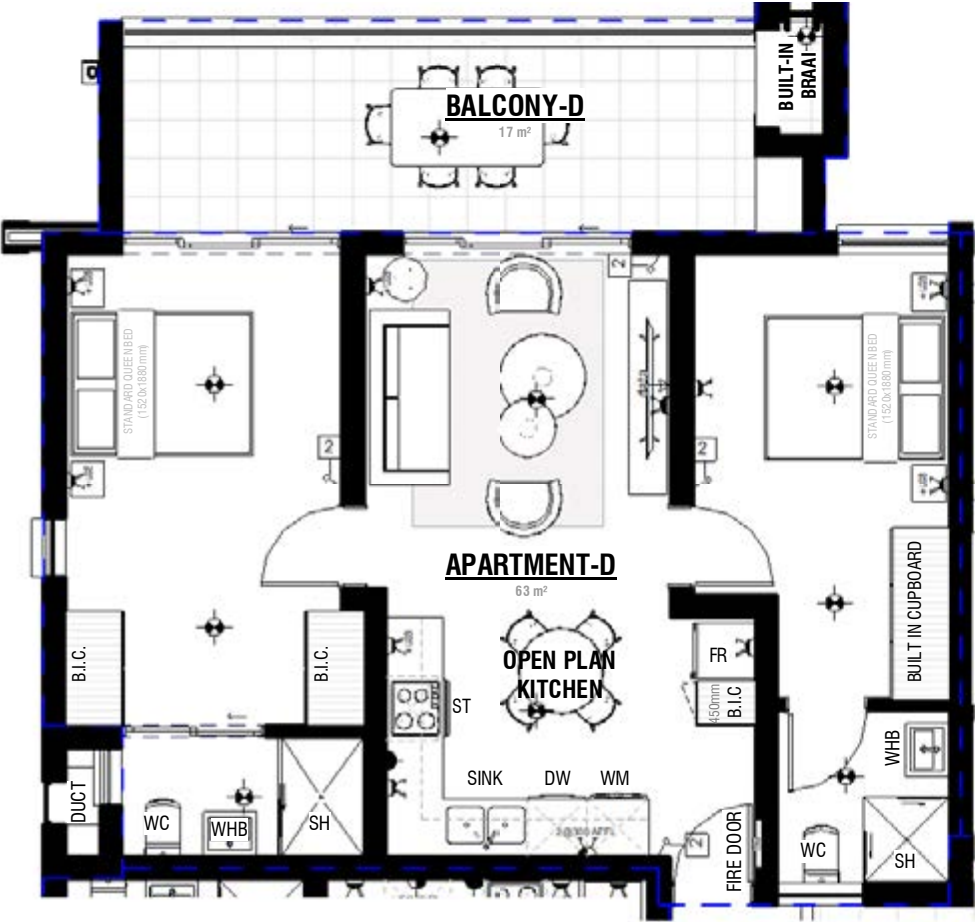 BUILT-IN
BRAAI
BALCONY-D
17 m²
STANDARD QUEEN BED
(1520x1880mm)
2
STANDARD QUEEN BED
(1520x1880mm)
2
2
APARTMENT-D
63 m²
BUILT IN CUPBOARD
B.I.C.
B.I.C.
OPEN PLAN
KITCHEN
FR
450mm
B.I.C
ST
WHB
SINK
DW
WM
DUCT
WC
WHB
SH
2
FIRE DOOR
WC
SH